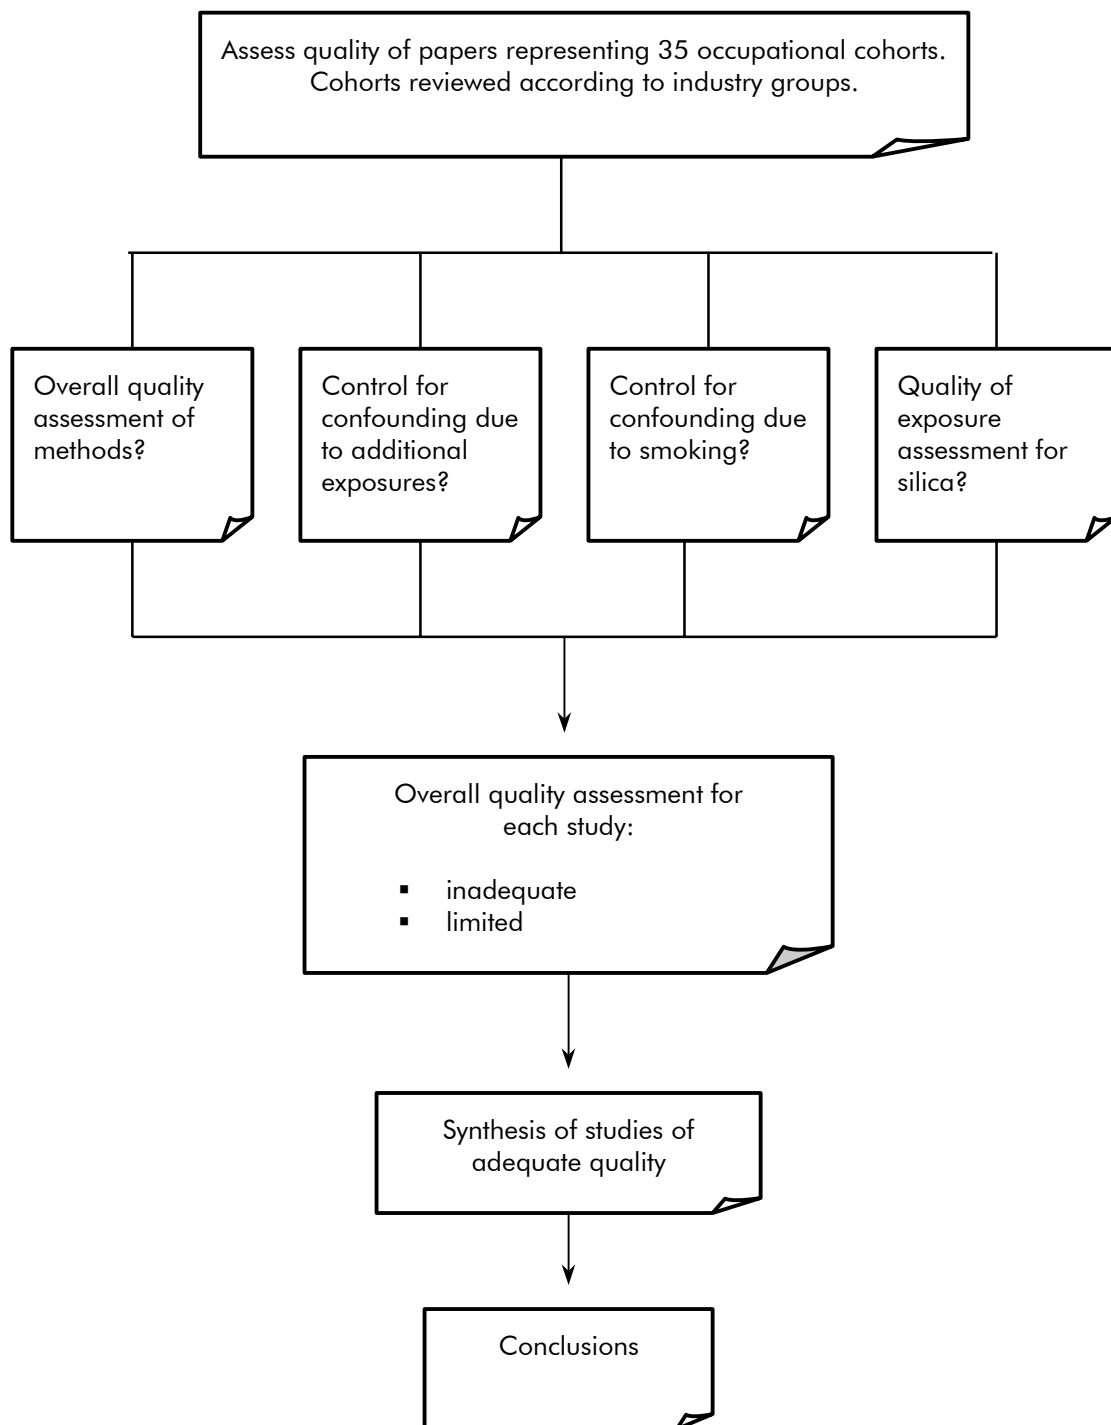 Assess quality of papers representing 35 occupational cohorts.
Cohorts reviewed according to industry groups.
Overall quality
assessment of
methods?
Control for
confounding due
to additional
exposures?
Control for
confounding due
to smoking?
Quality of
exposure
assessment for
silica?
Overall quality assessment for
each study:
▪ inadequate
▪ limited
Synthesis of studies of
adequate quality
Conclusions